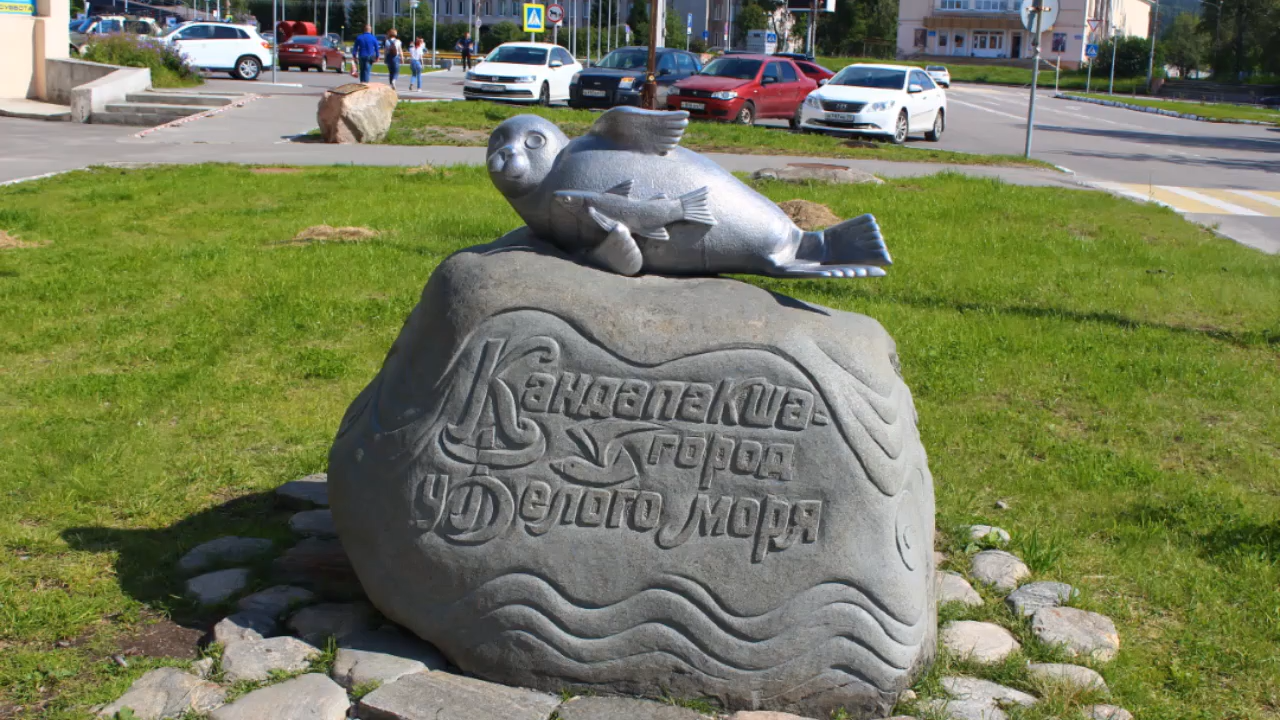 Кандалакша-
город
у Белого моря